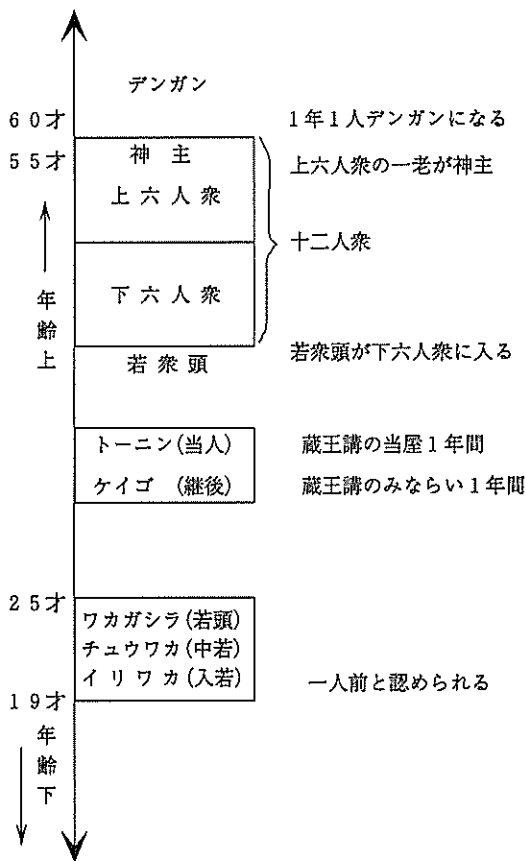 デンガン
60才 1年1人デンガンになる
55才 神主 上六人衆の一老が神主
上六人衆
十二人衆
下六人衆
年齢上
若衆頭 若衆頭が下六人衆に入る
トーニン(当人) 蔵王講の当屋1年間
ケイゴ (継後) 蔵王講のみならい1年間
25才
ワカガシラ(若頭)
チュウワカ(中若)
イリワカ(入若) 一人前と認められる
19才
年齢下